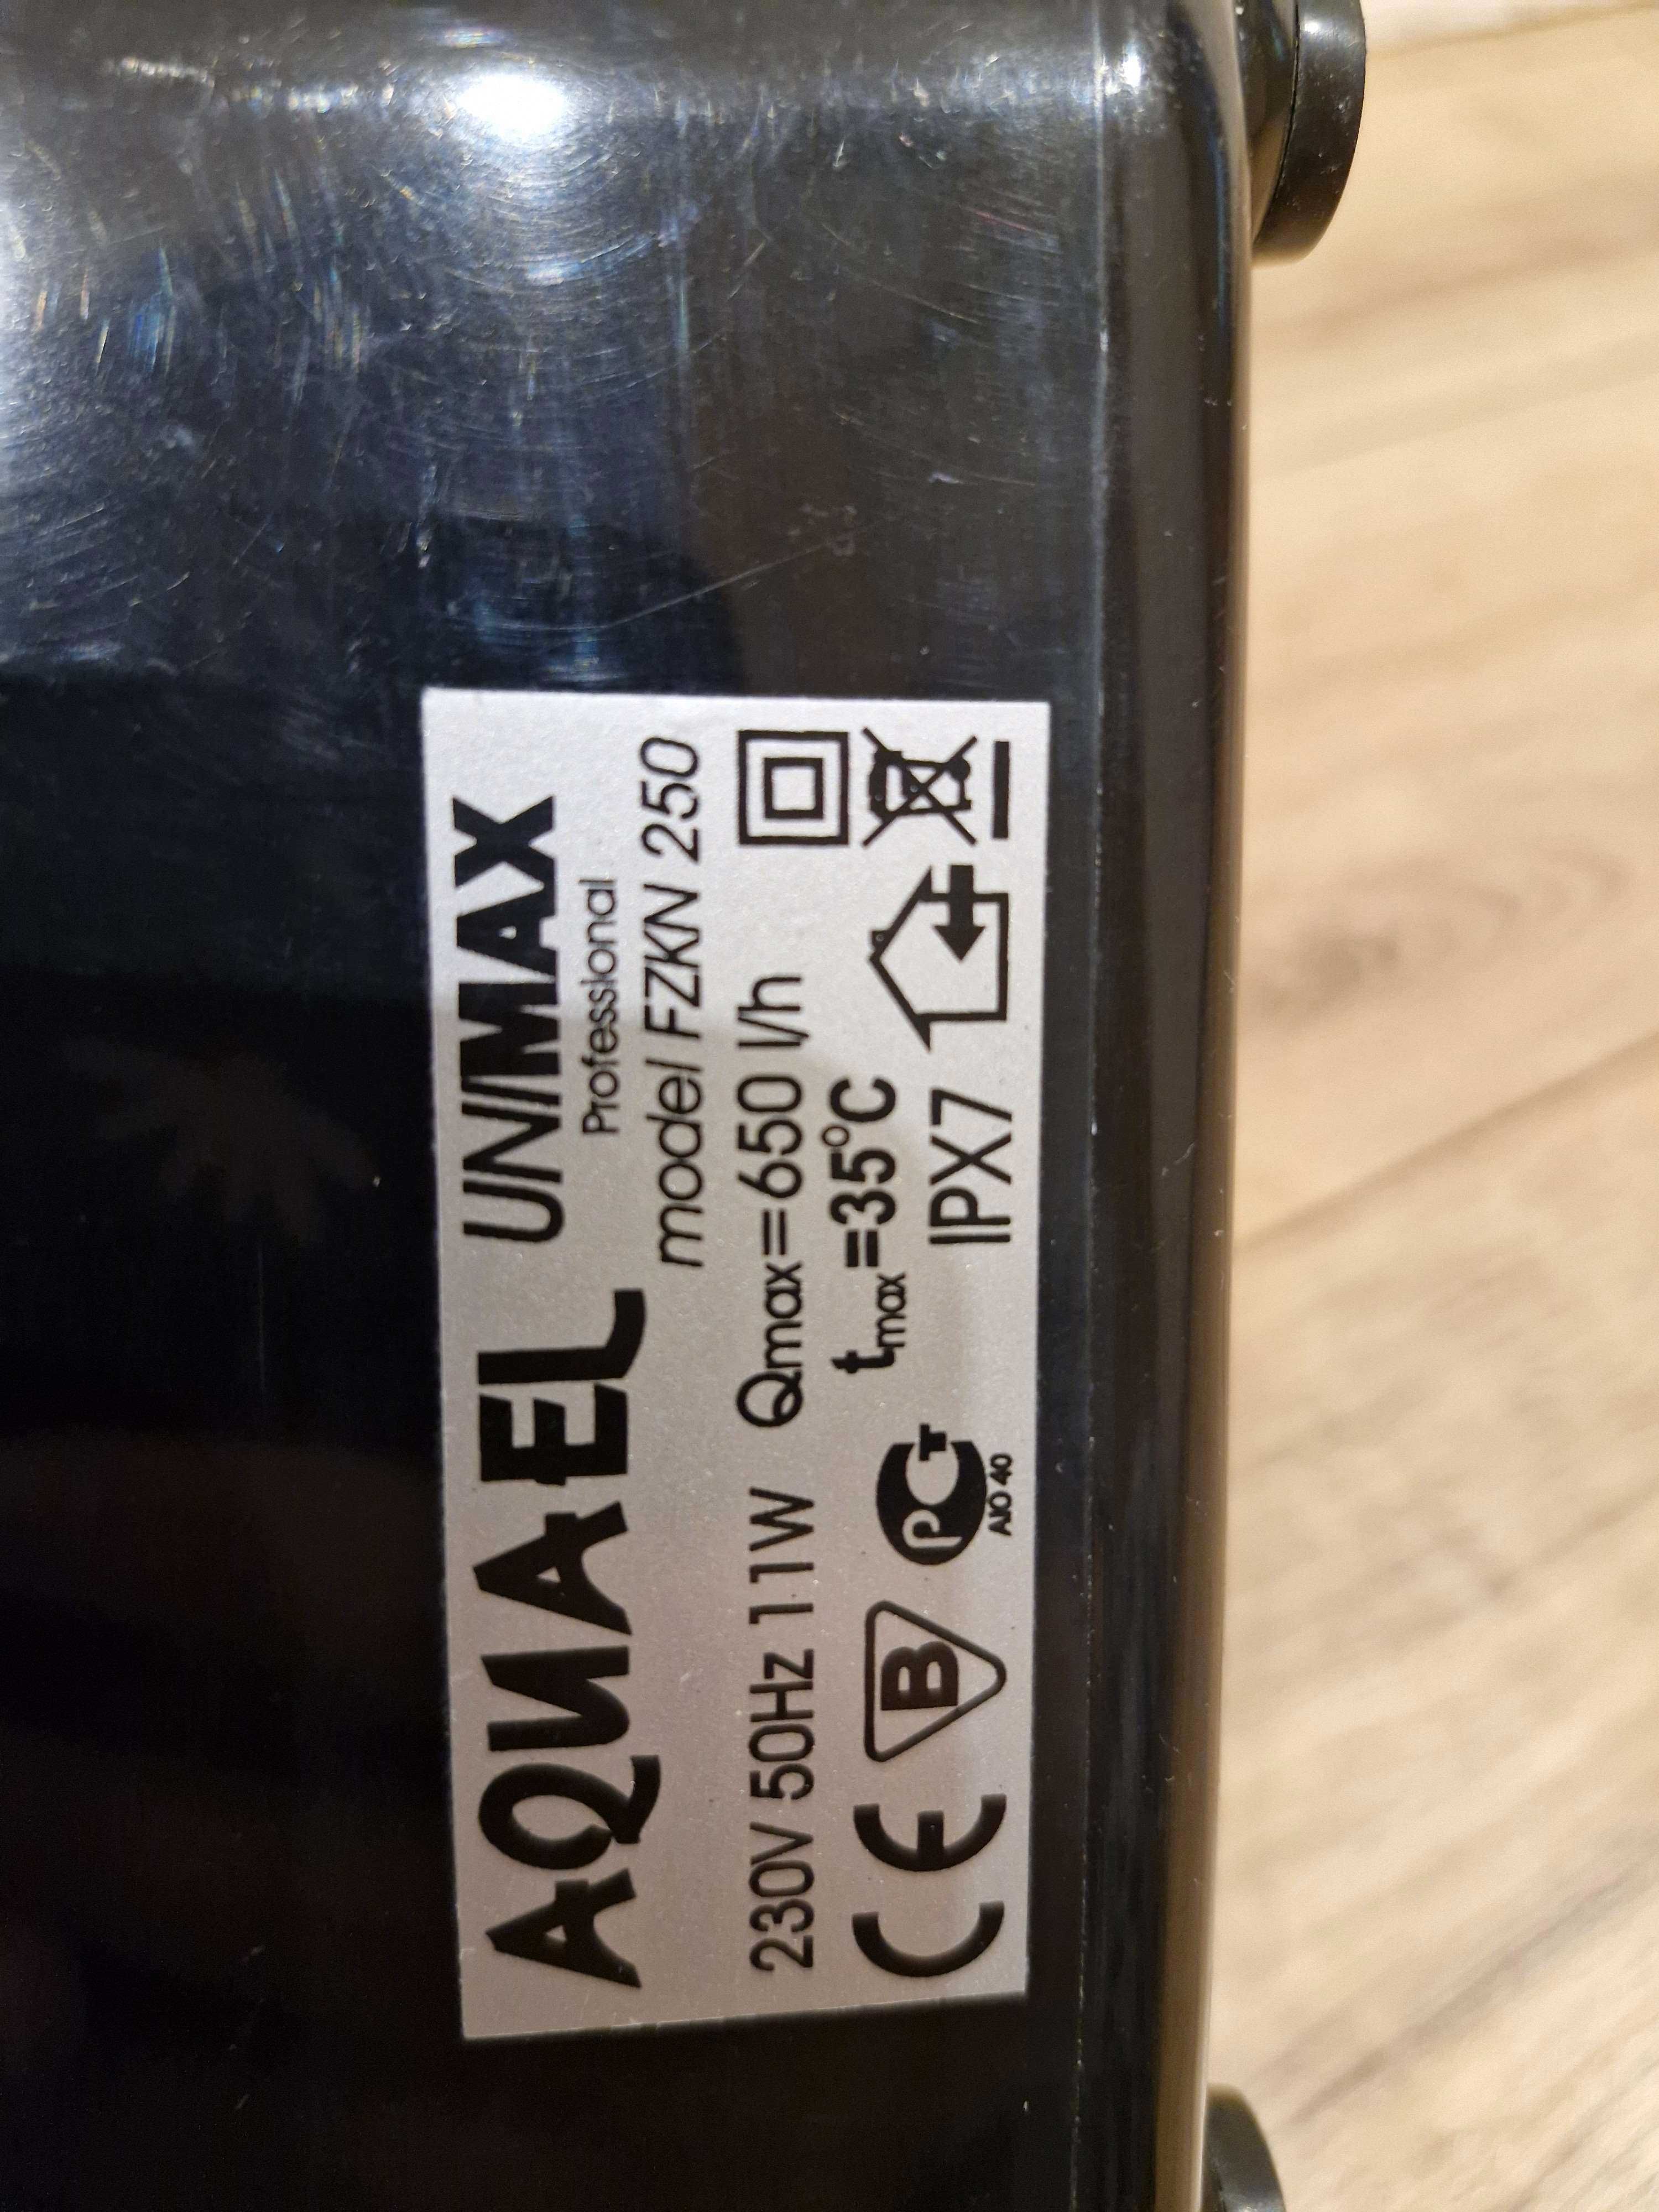 AQUAEL UNIMAX
Professional
model FZKN 250
230V 50Hz 11W Qmax=650 l/h
tmax=35°C
CE B PCT IPX7
AЮ 40